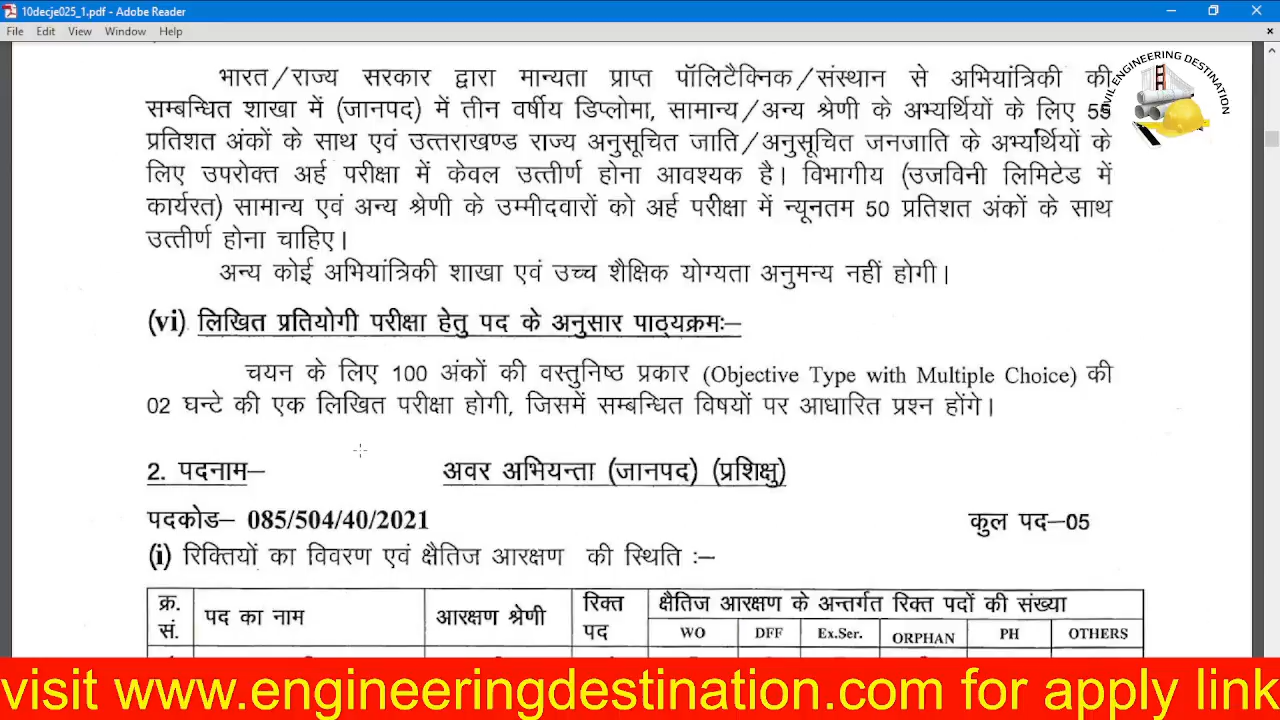 10decje025_1.pdf - Adobe Reader
File Edit View Window Help
CIVIL ENGINEERING DESTINATION
भारत/राज्य सरकार द्वारा मान्यता प्राप्त पॉलिटैक्निक/संस्थान से अभियांत्रिकी की
सम्बन्धित शाखा में (जानपद) में तीन वर्षीय डिप्लोमा, सामान्य/अन्य श्रेणी के अभ्यर्थियों के लिए 55
प्रतिशत अंकों के साथ एवं उत्तराखण्ड राज्य अनुसूचित जाति/अनुसूचित जनजाति के अभ्यर्थियों के
लिए उपरोक्त अर्ह परीक्षा में केवल उत्तीर्ण होना आवश्यक है। विभागीय (उजविनी लिमिटेड में
कार्यरत) सामान्य एवं अन्य श्रेणी के उम्मीदवारों को अर्ह परीक्षा में न्यूनतम 50 प्रतिशत अंकों के साथ
उत्तीर्ण होना चाहिए।
अन्य कोई अभियांत्रिकी शाखा एवं उच्च शैक्षिक योग्यता अनुमन्य नहीं होगी।
(vi) लिखित प्रतियोगी परीक्षा हेतु पद के अनुसार पाठ्यक्रमः–
चयन के लिए 100 अंकों की वस्तुनिष्ठ प्रकार (Objective Type with Multiple Choice) की
02 घन्टे की एक लिखित परीक्षा होगी, जिसमें सम्बन्धित विषयों पर आधारित प्रश्न होंगे।
2. पदनाम– अवर अभियन्ता (जानपद) (प्रशिक्षु)
पदकोड– 085/504/40/2021 कुल पद–05
(i) रिक्तियों का विवरण एवं क्षैतिज आरक्षण की स्थिति :–
क्र. सं. पद का नाम आरक्षण श्रेणी रिक्त पद क्षैतिज आरक्षण के अन्तर्गत रिक्त पदों की संख्या
WO DFF Ex.Ser. ORPHAN PH OTHERS
visit www.engineeringdestination.com for apply link